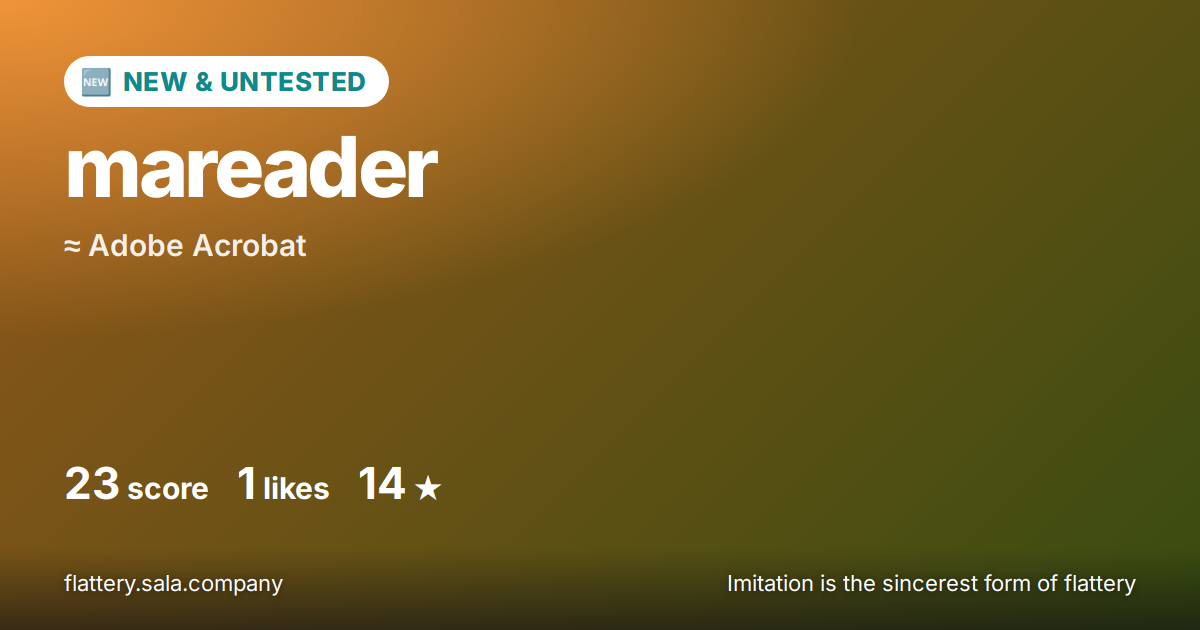 🆕 NEW & UNTESTED
mareader
≈ Adobe Acrobat
23 score 1 likes 14 ★
flattery.sala.company
Imitation is the sincerest form of flattery